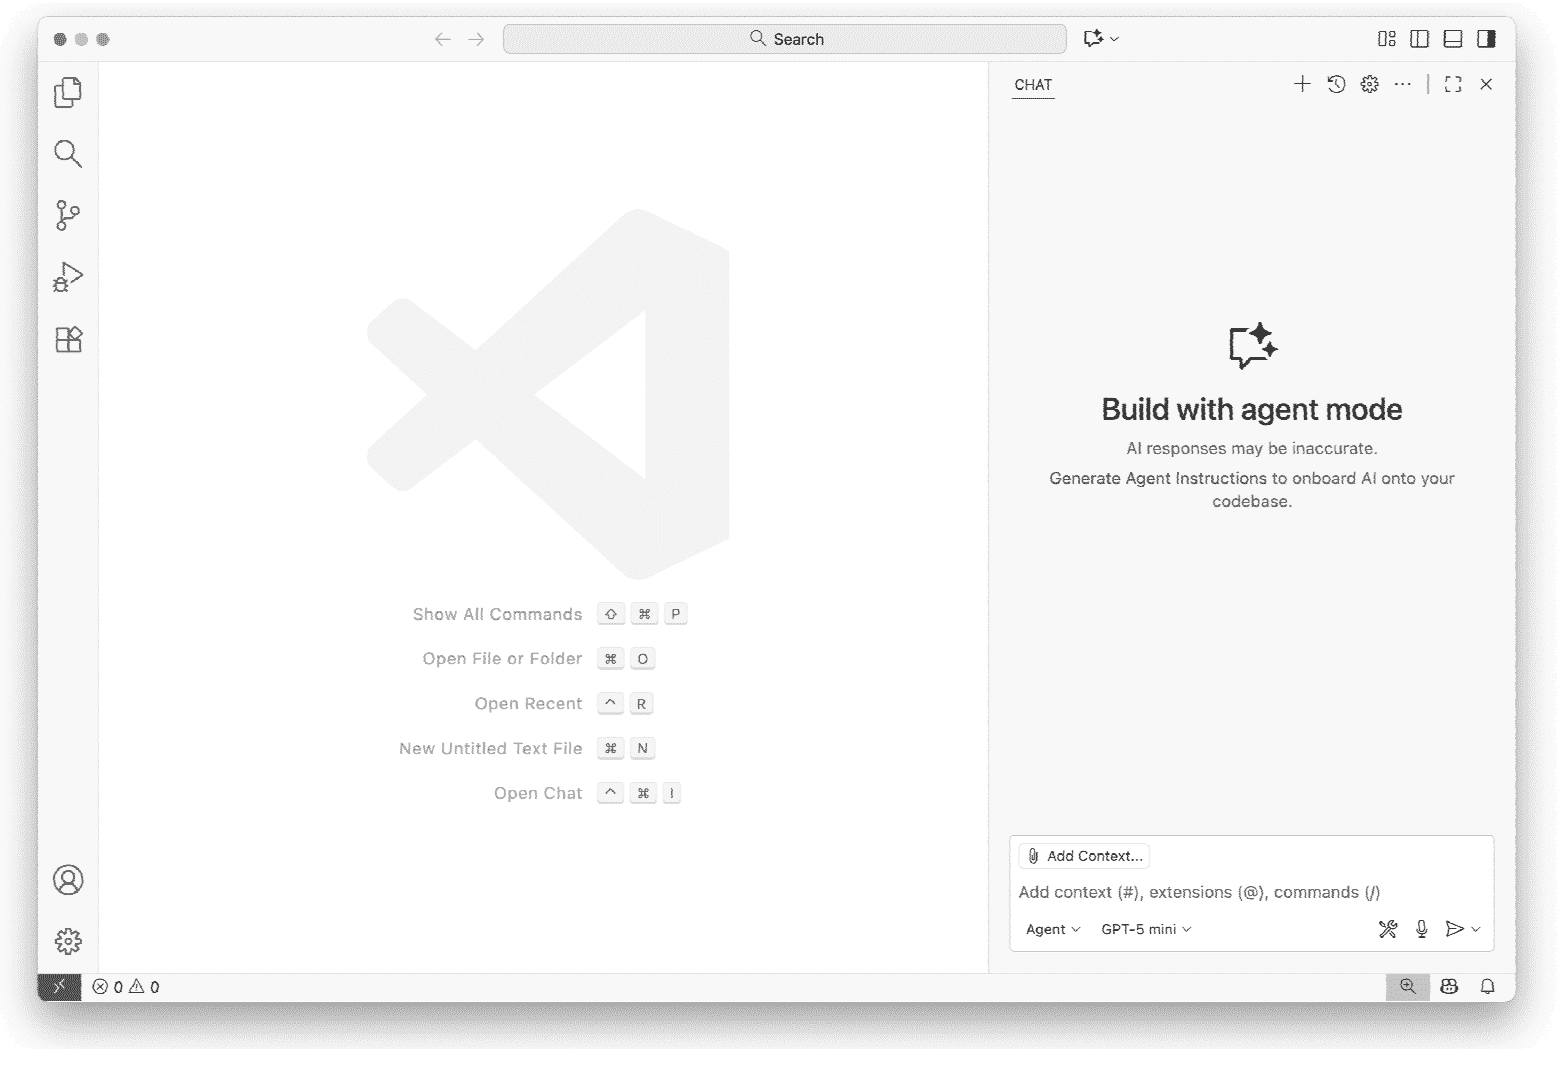 Search
CHAT
Build with agent mode
AI responses may be inaccurate.
Generate Agent Instructions to onboard AI onto your
codebase.
Show All Commands ⇧ ⌘ P
Open File or Folder ⌘ O
Open Recent ^ R
New Untitled Text File ⌘ N
Open Chat ^ ⌘ I
Add Context...
Add context (#), extensions (@), commands (/)
Agent GPT-5 mini
0 0